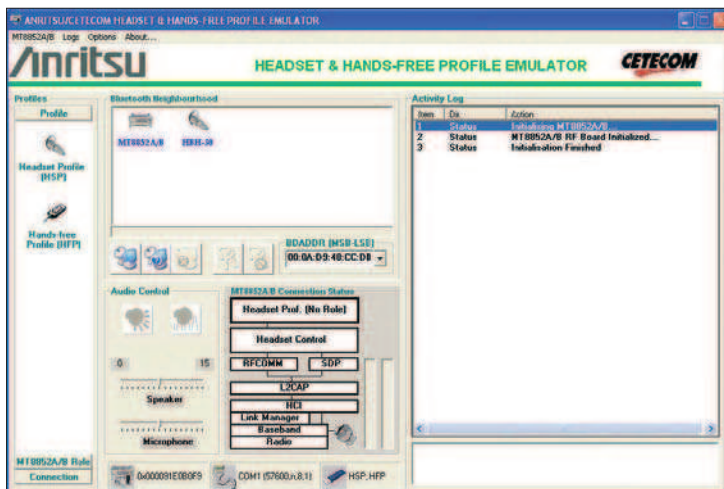 ANRITSU/CETECOM HEADSET & HANDS-FREE PROFILE EMULATOR
MT8852A/B Logs Options About...
Anritsu
HEADSET & HANDS-FREE PROFILE EMULATOR
CETECOM
Profiles
Profile
Headset Profile
(HSP)
Hands-free
Profile (HFP)
MT8852A/B Role
Connection
Bluetooth Neighbourhood
MT8852A/B HBH-30
BDADDR (MSB-LSB)
00:0A:D9:48:CC:DB
Audio Control
0 15
Speaker
Microphone
MT8852A/B Connection Status
Headset Prof. (No Role)
Headset Control
RFCOMM SDP
L2CAP
HCI
Link Manager
Baseband
Radio
0x000091E0B0F9 COM1 (57600,n,8,1) HSP, HFP
Activity Log
Item Dir Action
1 Status Initialising MT8852A/B...
2 Status MT8852A/B RF Board Initialized...
3 Status Initialisation Finished